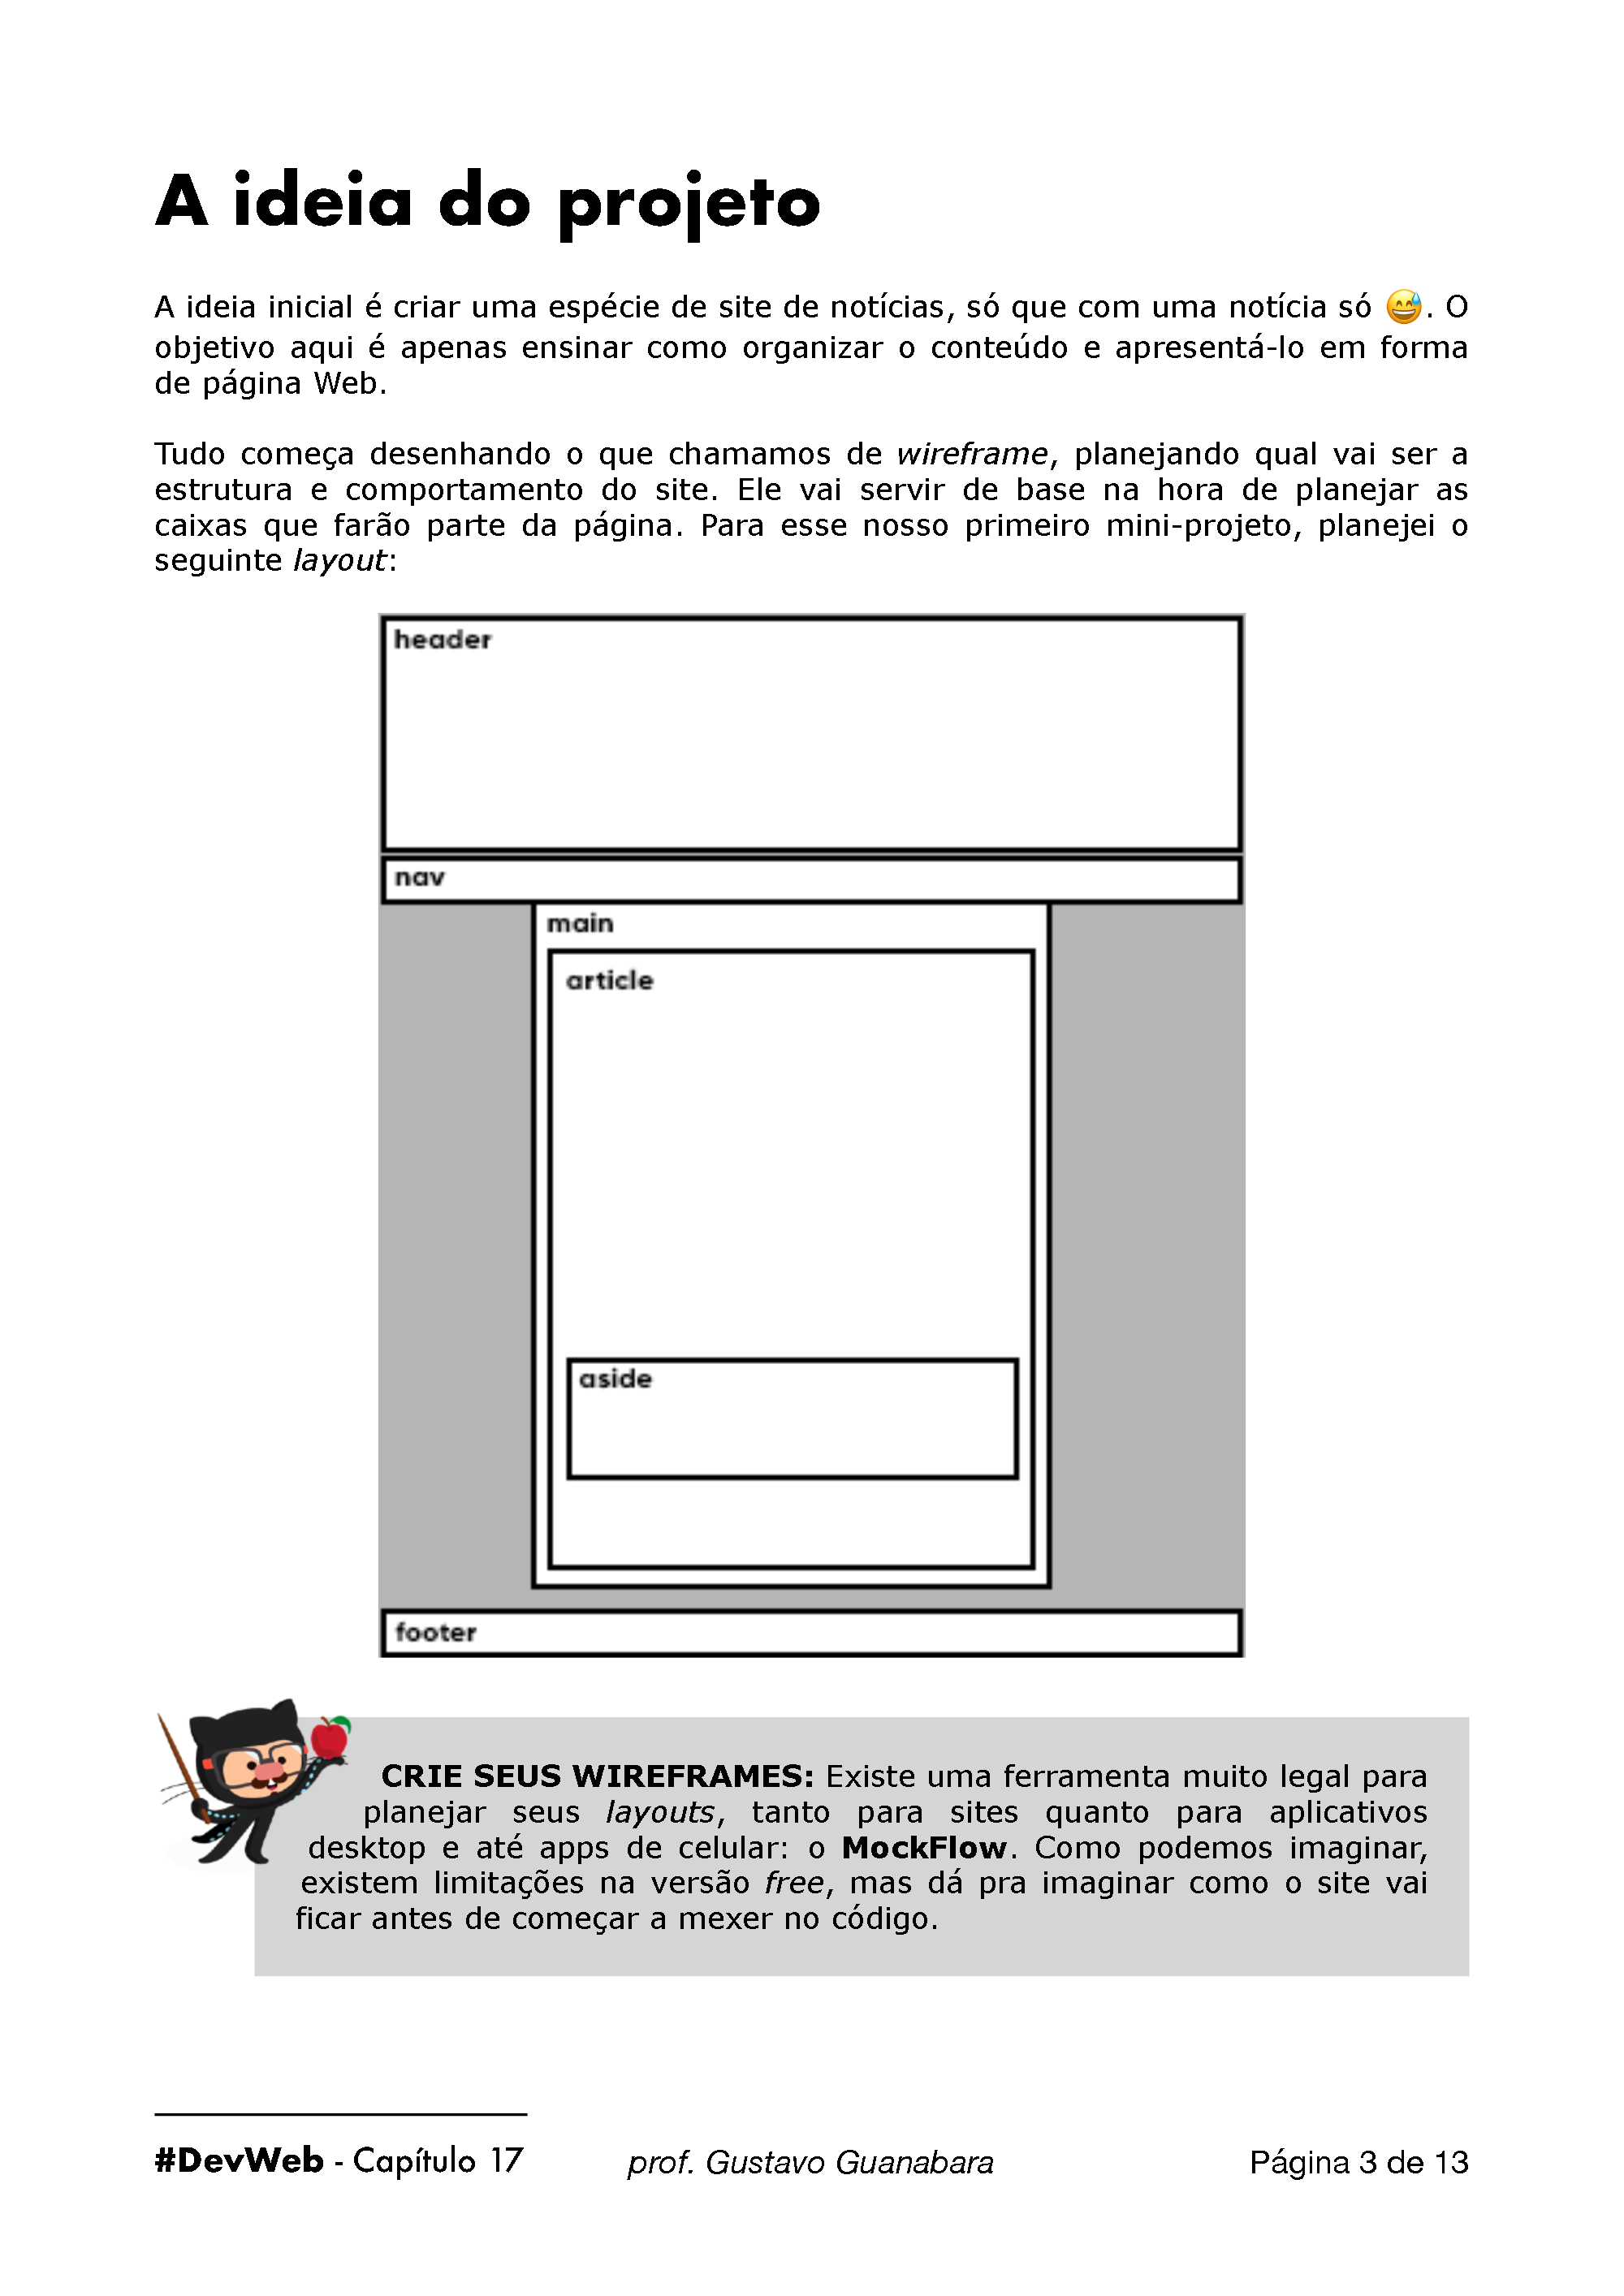 A ideia do projeto
A ideia inicial é criar uma espécie de site de notícias, só que com uma notícia só 😅. O
objetivo aqui é apenas ensinar como organizar o conteúdo e apresentá-lo em forma
de página Web.
Tudo começa desenhando o que chamamos de wireframe, planejando qual vai ser a
estrutura e comportamento do site. Ele vai servir de base na hora de planejar as
caixas que farão parte da página. Para esse nosso primeiro mini-projeto, planejei o
seguinte layout:
header
nav
main
article
aside
footer
CRIE SEUS WIREFRAMES: Existe uma ferramenta muito legal para
planejar seus layouts, tanto para sites quanto para aplicativos
desktop e até apps de celular: o MockFlow. Como podemos imaginar,
existem limitações na versão free, mas dá pra imaginar como o site vai
ficar antes de começar a mexer no código.
#DevWeb - Capítulo 17 prof. Gustavo Guanabara Página 3 de 13